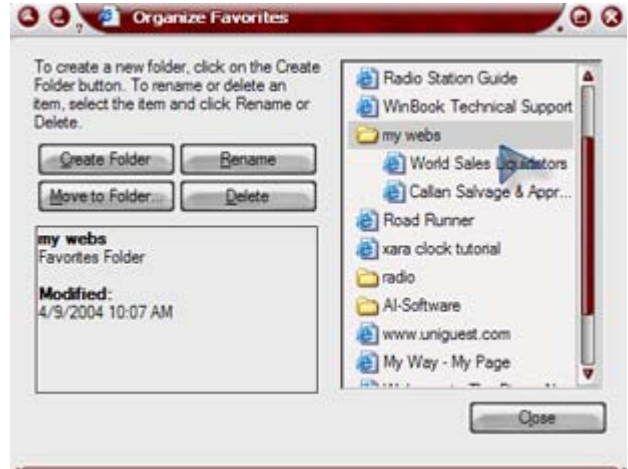 Organize Favorites
To create a new folder, click on the Create
Folder button. To rename or delete an
item, select the item and click Rename or
Delete.
Create Folder
Rename
Move to Folder...
Delete
my webs
Favorites Folder
Modified:
4/9/2004 10:07 AM
Radio Station Guide
WinBook Technical Support
my webs
World Sales Liquidators
Callan Salvage & Appr...
Road Runner
xara clock tutorial
radio
AI-Software
www.uniguest.com
My Way - My Page
Close